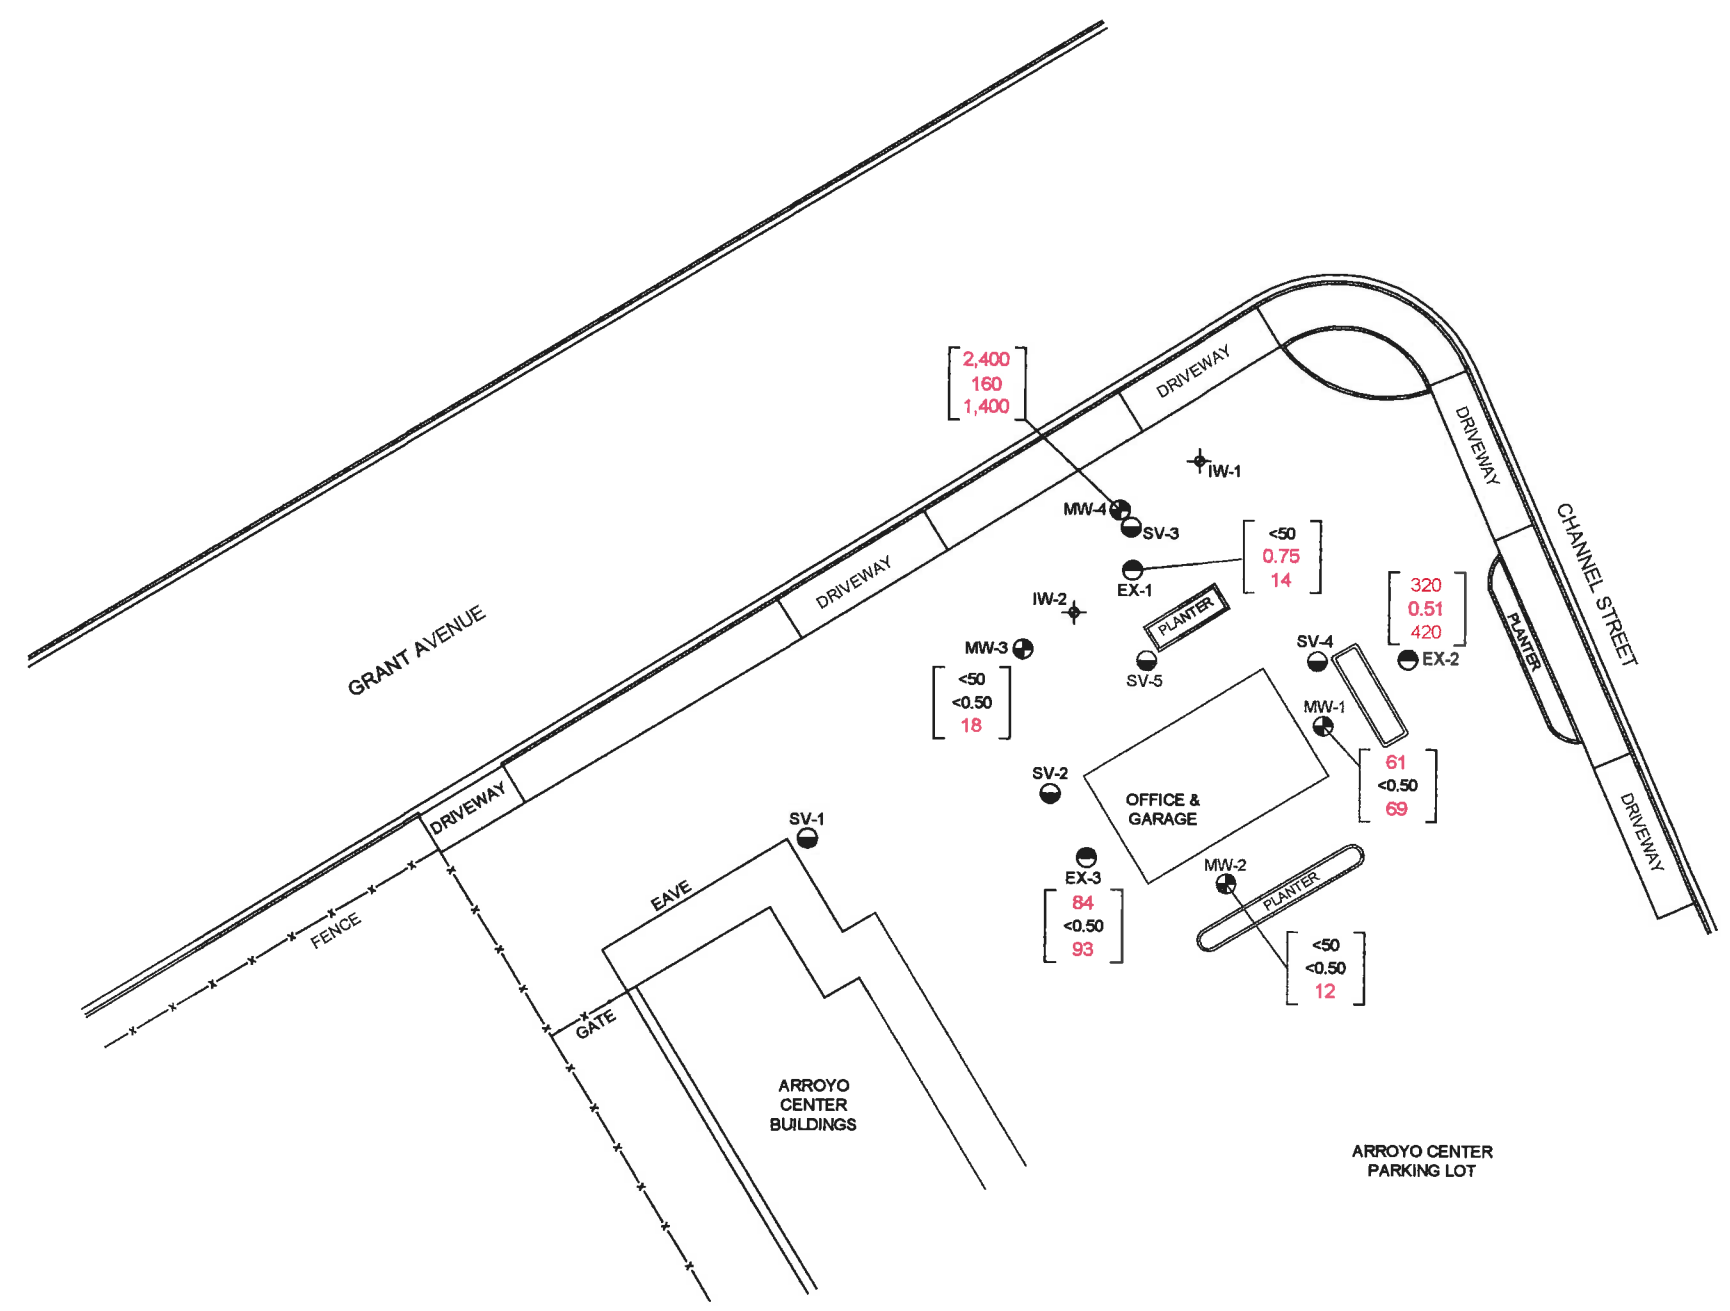 2,400
160
1,400
DRIVEWAY
DRIVEWAY
IW-1
MW-4
SV-3
CHANNEL STREET
<50
0.75
14
EX-1
DRIVEWAY
IW-2
PLANTER
320
0.51
420
GRANT AVENUE
MW-3
SV-5
SV-4
EX-2
PLANTER
<50
<0.50
18
MW-1
61
<0.50
69
SV-2
OFFICE &
GARAGE
DRIVEWAY
SV-1
DRIVEWAY
MW-2
EX-3
84
<0.50
93
PLANTER
EAVE
FENCE
<50
<0.50
12
GATE
ARROYO
CENTER
BUILDINGS
ARROYO CENTER
PARKING LOT